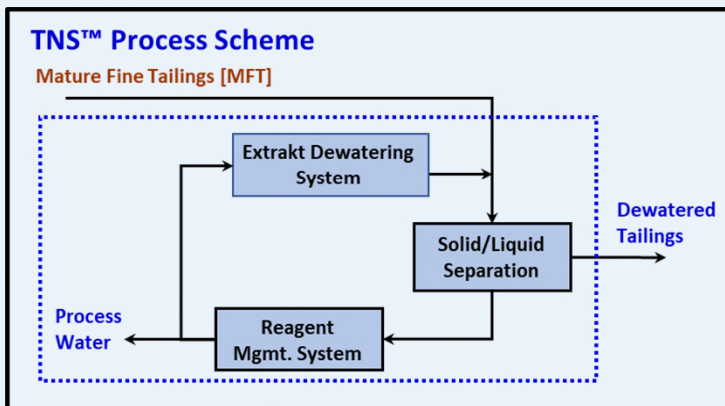 TNS™ Process Scheme
Mature Fine Tailings [MFT]
Extrakt Dewatering
System
Dewatered
Tailings
Solid/Liquid
Separation
Process
Water
Reagent
Mgmt. System